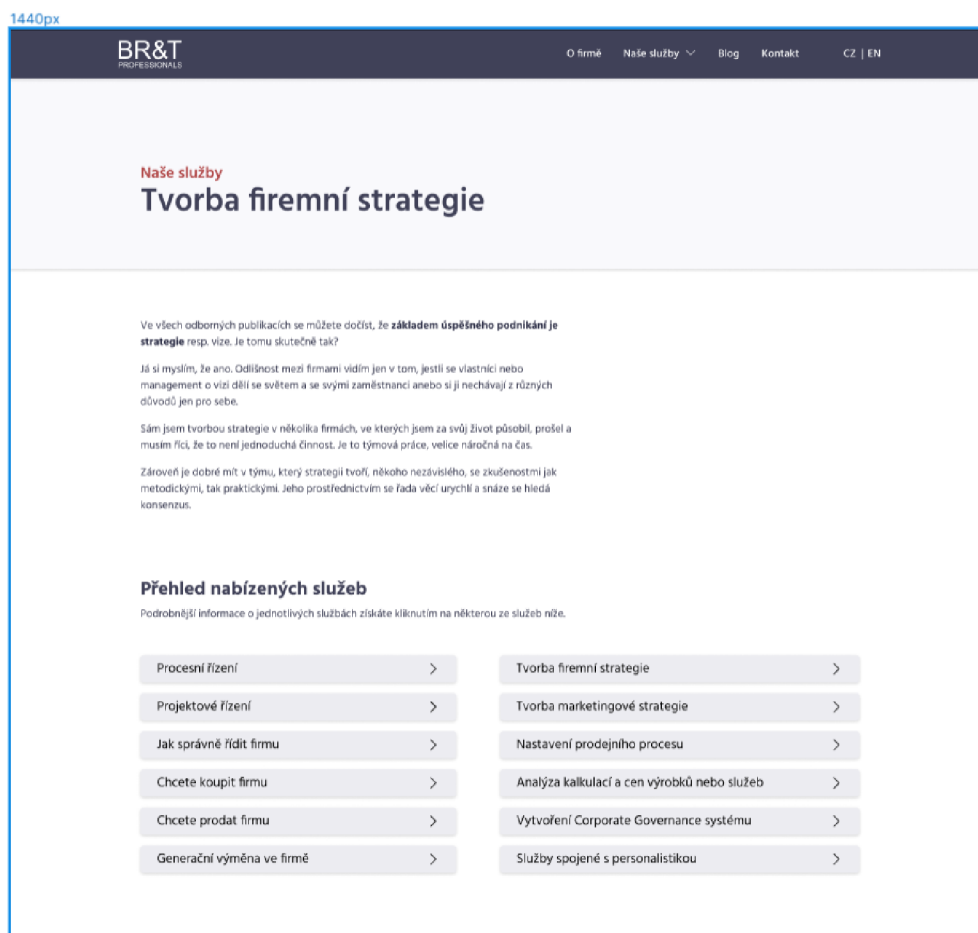 1440px
BR&T
PROFESSIONALS
O firmě Naše služby Blog Kontakt CZ | EN
Naše služby
Tvorba firemní strategie
Ve všech odborných publikacích se můžete dočíst, že základem úspěšného podnikání je
strategie resp. vize. Je tomu skutečně tak?
Já si myslím, že ano. Odlišnost mezi firmami vidím jen v tom, jestli se vlastníci nebo
management o vizi dělí se světem a se svými zaměstnanci anebo si ji nechávají z různých
důvodů jen pro sebe.
Sám jsem tvorbou strategie v několika firmách, ve kterých jsem za svůj život působil, prošel a
musím říci, že to není jednoduchá činnost. Je to týmová práce, velice náročná na čas.
Zároveň je dobré mít v týmu, který strategii tvoří, někoho nezávislého, se zkušenostmi jak
metodickými, tak praktickými. Jeho prostřednictvím se řada věcí urychlí a snáze se hledá
konsenzus.
Přehled nabízených služeb
Podrobnější informace o jednotlivých službách získáte kliknutím na některou ze služeb níže.
Procesní řízení
Projektové řízení
Jak správně řídit firmu
Chcete koupit firmu
Chcete prodat firmu
Generační výměna ve firmě
Tvorba firemní strategie
Tvorba marketingové strategie
Nastavení prodejního procesu
Analýza kalkulací a cen výrobků nebo služeb
Vytvoření Corporate Governance systému
Služby spojené s personalistikou